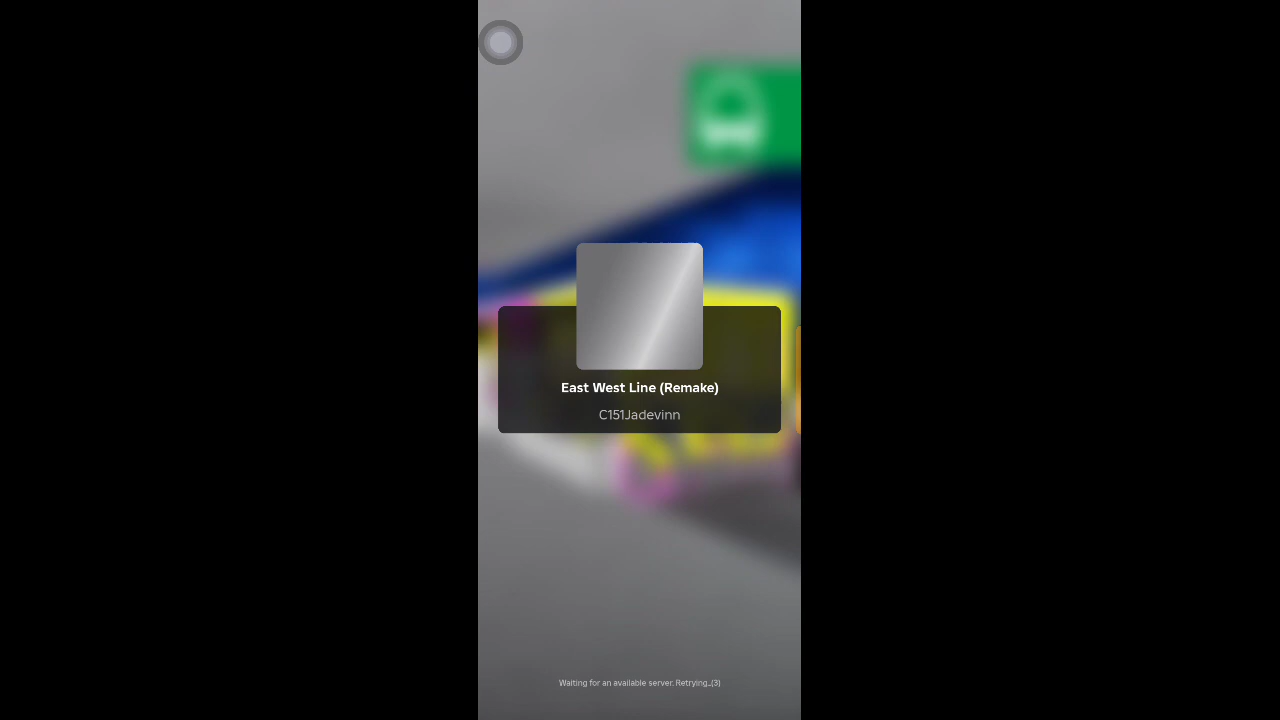 East West Line (Remake)
C151Jadevinn
Waiting for an available server. Retrying..(3)